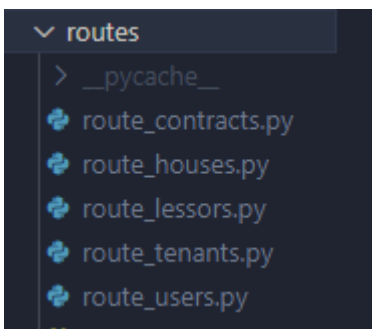 routes
__pycache__
route_contracts.py
route_houses.py
route_lessors.py
route_tenants.py
route_users.py